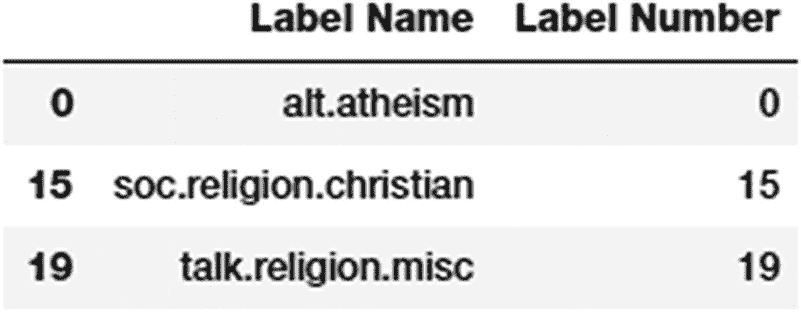 Label Name Label Number
0 alt.atheism 0
15 soc.religion.christian 15
19 talk.religion.misc 19